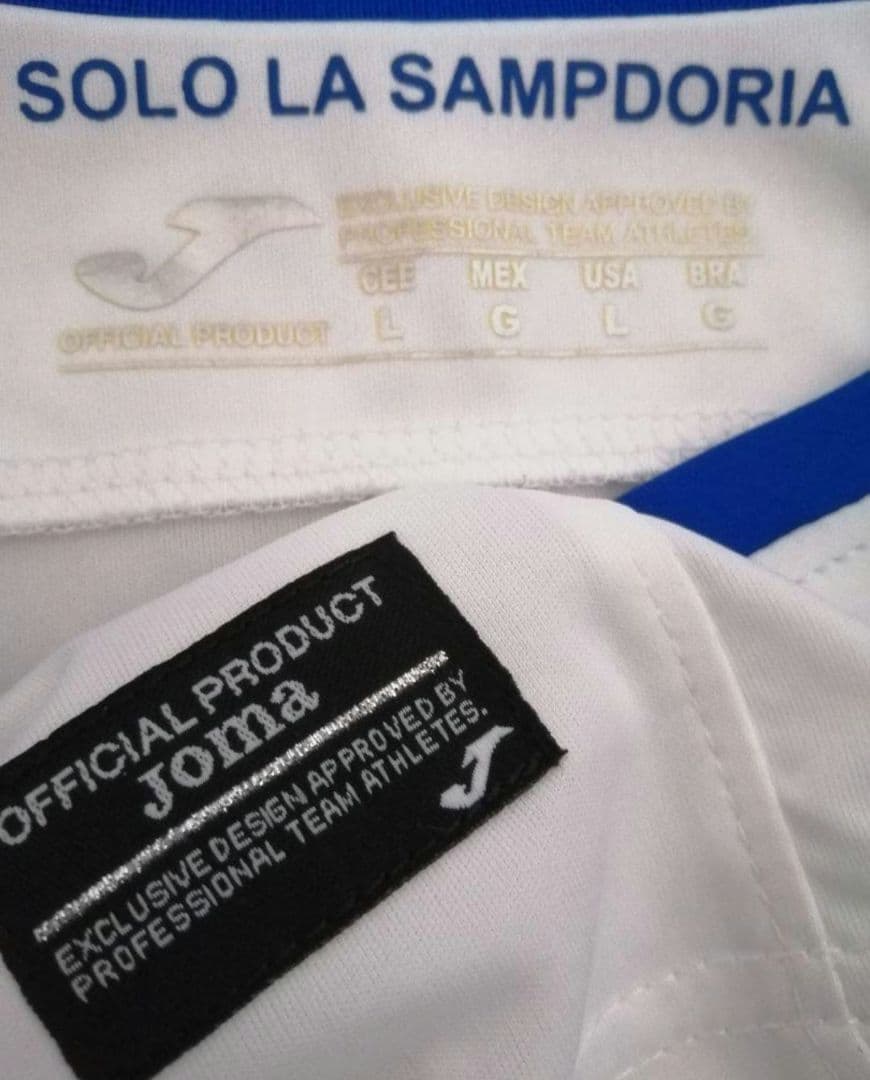 SOLO LA SAMPDORIA
EXCLUSIVE DESIGN APPROVED BY
PROFESSIONAL TEAM ATHLETES.
CEE MEX USA BRA
L G L G
OFFICIAL PRODUCT
OFFICIAL PRODUCT
Joma
EXCLUSIVE DESIGN APPROVED BY
PROFESSIONAL TEAM ATHLETES.